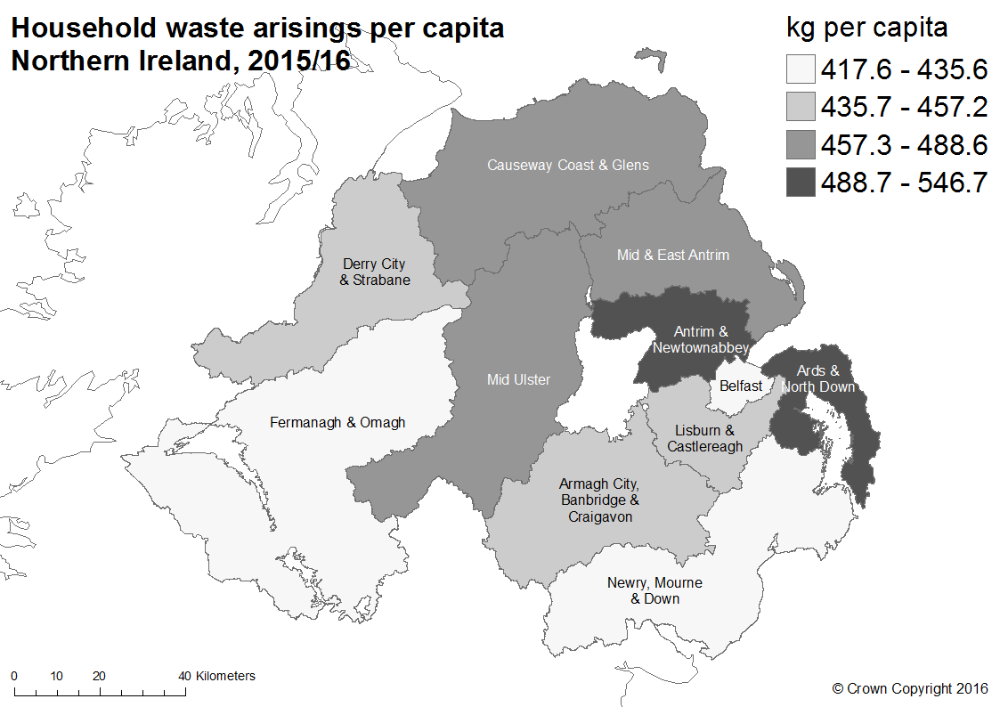 Household waste arisings per capita
Northern Ireland, 2015/16
kg per capita
417.6 - 435.6
435.7 - 457.2
457.3 - 488.6
488.7 - 546.7
Causeway Coast & Glens
Mid & East Antrim
Derry City
& Strabane
Antrim &
Newtownabbey
Ards &
North Down
Mid Ulster
Belfast
Fermanagh & Omagh
Lisburn &
Castlereagh
Armagh City,
Banbridge &
Craigavon
Newry, Mourne
& Down
0 10 20 40 Kilometers
© Crown Copyright 2016